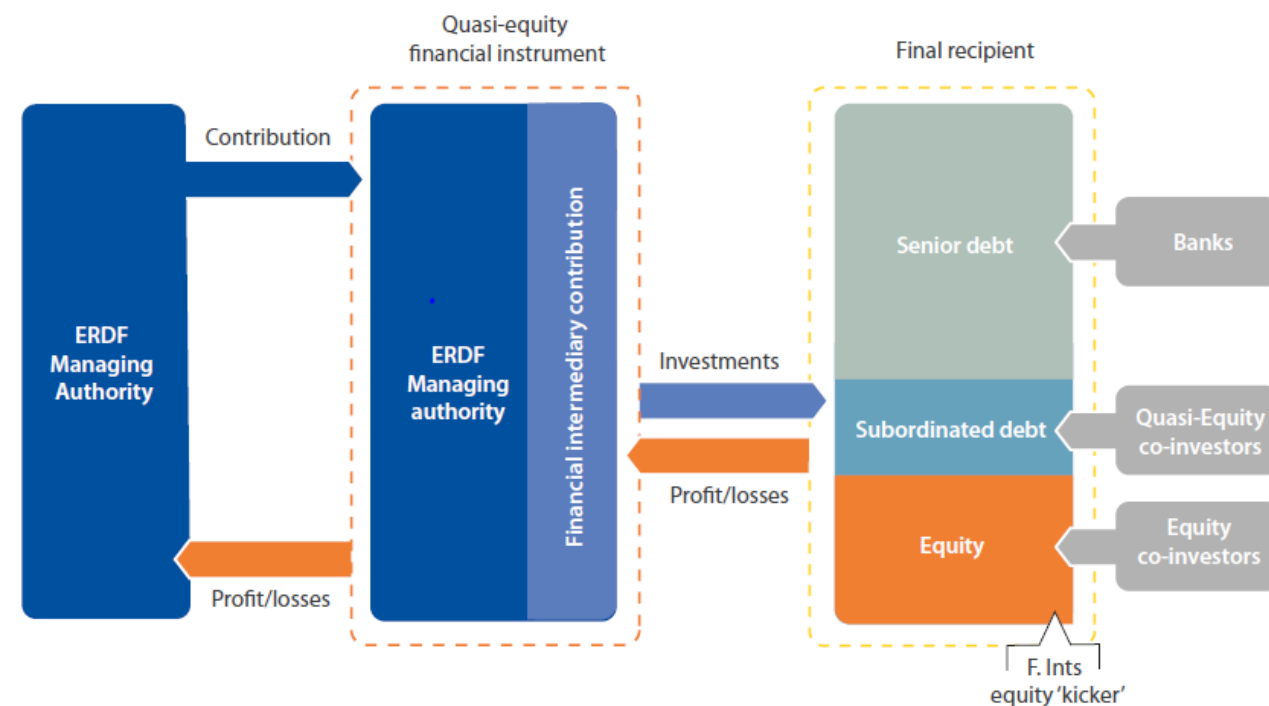 Quasi-equity
financial instrument
Final recipient
Contribution
ERDF
Managing
Authority
ERDF
Managing
authority
Financial intermediary contribution
Investments
Profit/losses
Profit/losses
Senior debt
Subordinated debt
Equity
Banks
Quasi-Equity
co-investors
Equity
co-investors
F. Ints
equity ‘kicker’